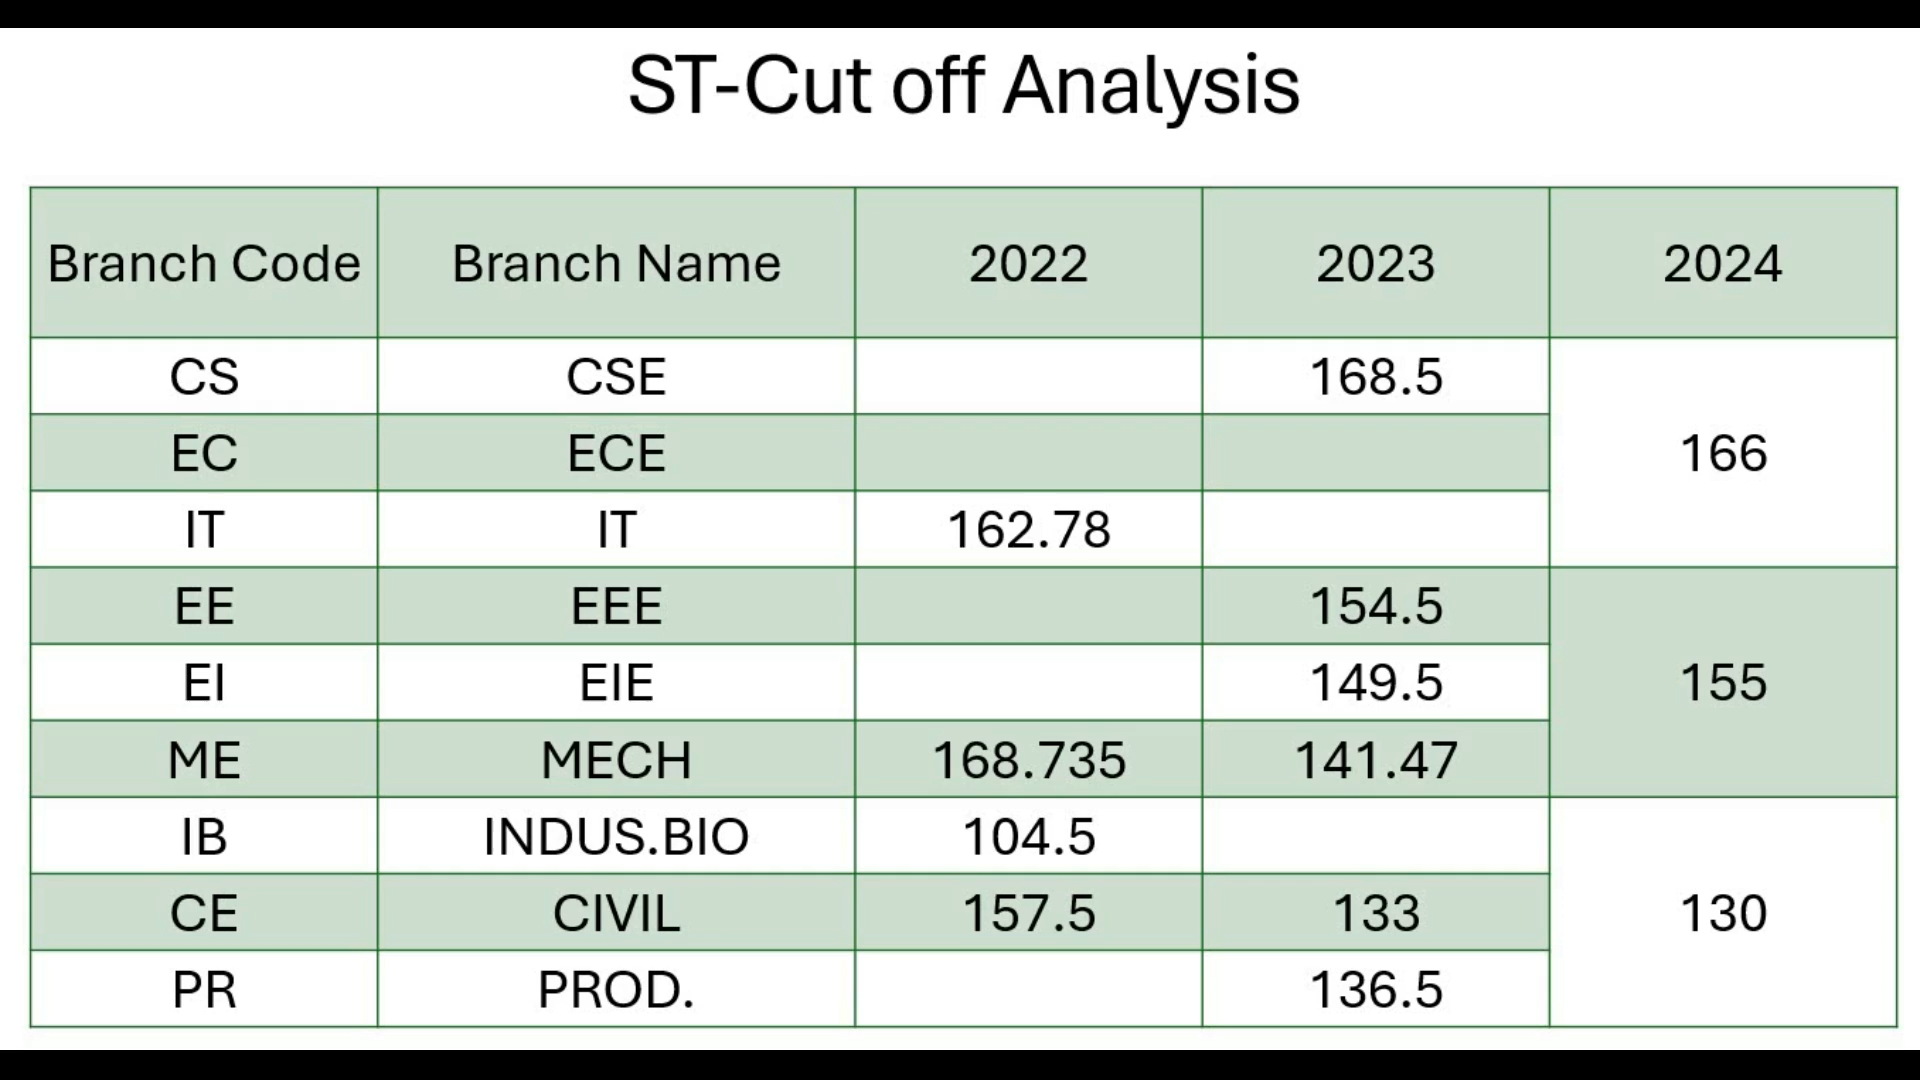 ST-Cut off Analysis
Branch Code Branch Name 2022 2023 2024
CS CSE 168.5
EC ECE 166
IT IT 162.78
EE EEE 154.5
EI EIE 149.5 155
ME MECH 168.735 141.47
IB INDUS.BIO 104.5
CE CIVIL 157.5 133 130
PR PROD. 136.5